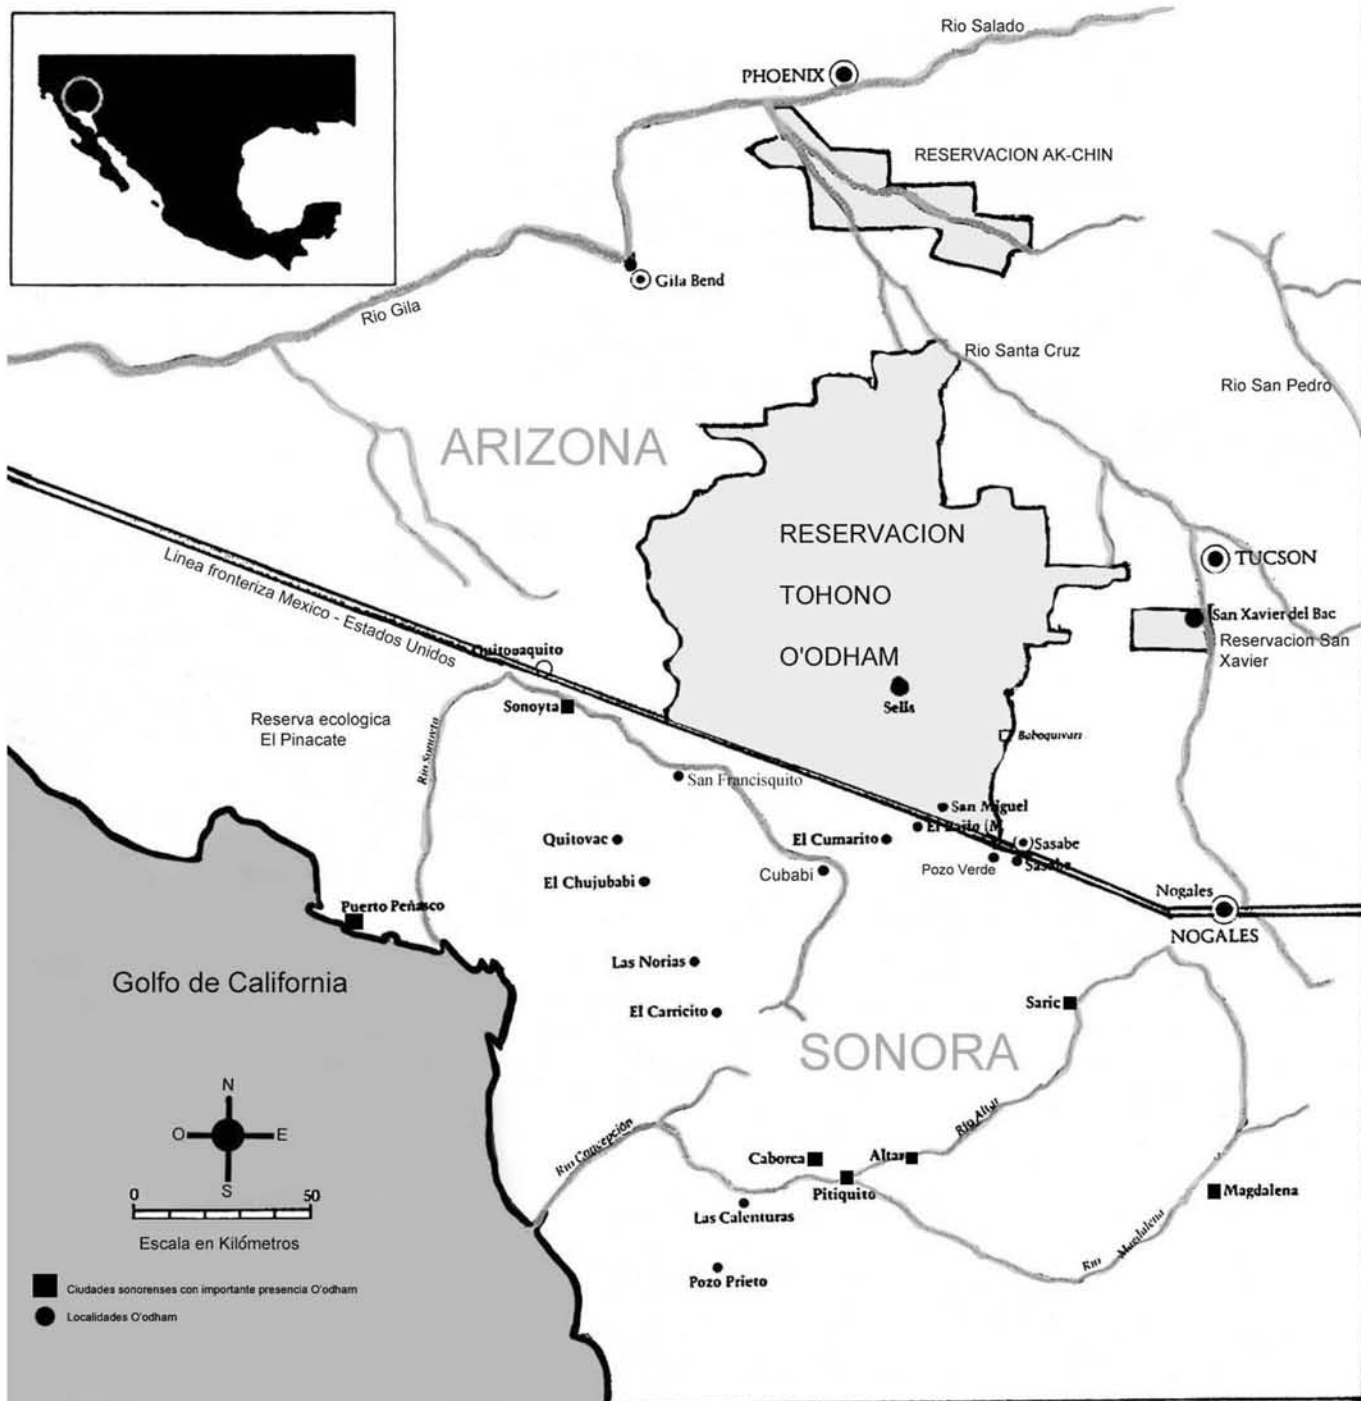 Rio Salado
PHOENIX
RESERVACION AK-CHIN
Gila Bend
Rio Gila
Rio Santa Cruz
Rio San Pedro
ARIZONA
RESERVACION
TOHONO
O'ODHAM
TUCSON
Linea fronteriza Mexico - Estados Unidos
San Xavier del Bac
Reservacion San
Xavier
Sells
Sonoyta
Reserva ecologica
El Pinacate
Baboquivari
San Francisquito
San Miguel
El Bajio (M
Quitovac
El Cumarito
Sasabe
Sasabe
Pozo Verde
Cubabi
El Chujubabi
Nogales
NOGALES
Puerto Peñasco
Las Norias
Golfo de California
El Carricito
Saric
SONORA
N
O
E
S
Rio Concepción
Rio Altar
Caborca
Altar
Pitiquito
Magdalena
Las Calenturas
Rio Magdalena
0 50
Escala en Kilómetros
Pozo Prieto
Ciudades sonorenses con importante presencia O'odham
Localidades O'odham